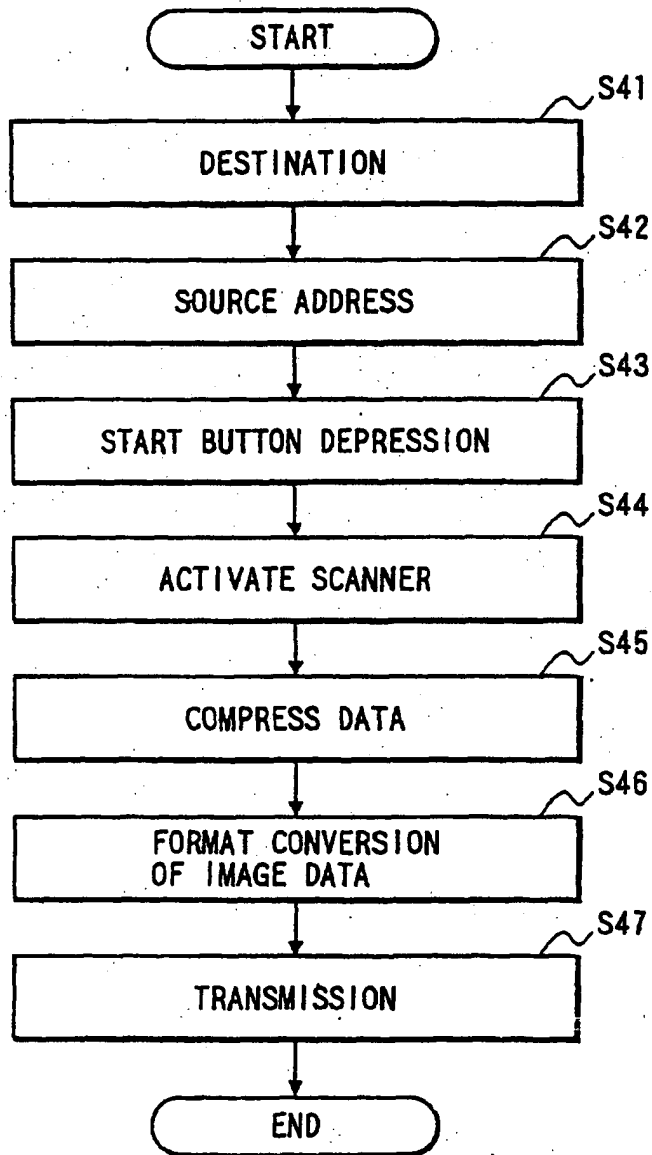 START
S41
DESTINATION
S42
SOURCE ADDRESS
S43
START BUTTON DEPRESSION
S44
ACTIVATE SCANNER
S45
COMPRESS DATA
S46
FORMAT CONVERSION
OF IMAGE DATA
S47
TRANSMISSION
END